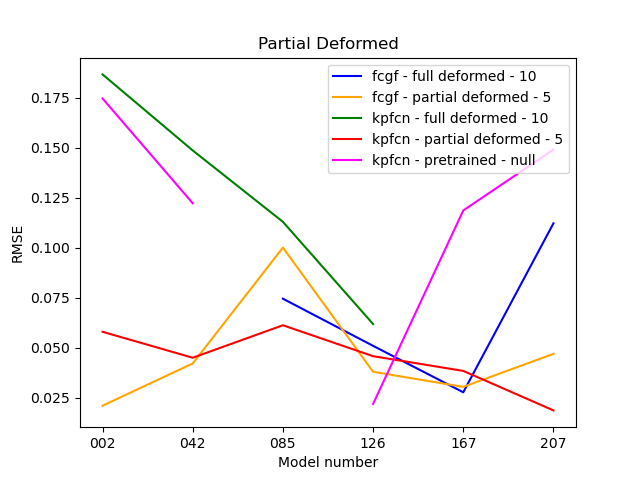 Partial Deformed
fcgf - full deformed - 10
fcgf - partial deformed - 5
kpfcn - full deformed - 10
kpfcn - partial deformed - 5
kpfcn - pretrained - null
RMSE
0.175
0.150
0.125
0.100
0.075
0.050
0.025
002 042 085 126 167 207
Model number